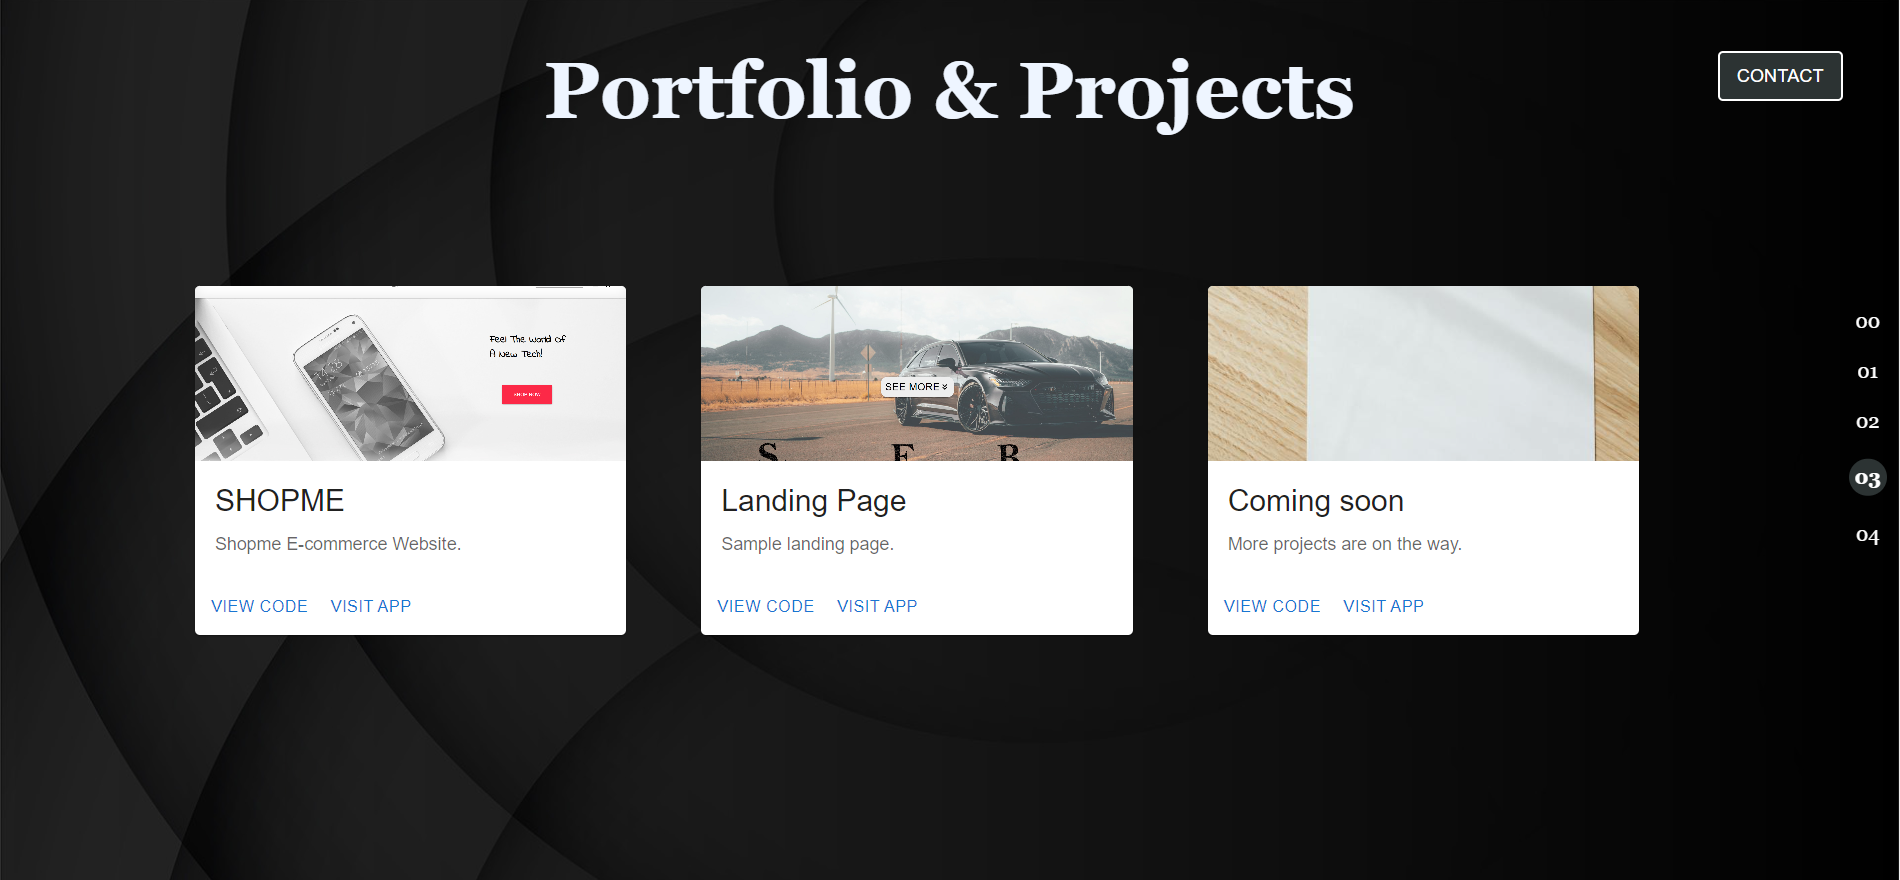 Portfolio & Projects
CONTACT
Feel The World of
A New Tech!
SHOP NOW
SEE MORE
S E R
SHOPME
Shopme E-commerce Website.
VIEW CODE VISIT APP
Landing Page
Sample landing page.
VIEW CODE VISIT APP
Coming soon
More projects are on the way.
VIEW CODE VISIT APP
00
01
02
03
04